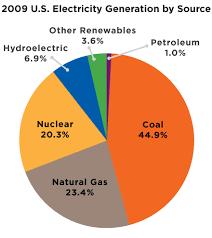 2009 U.S. Electricity Generation by Source
Other Renewables
3.6%
Petroleum
1.0%
Hydroelectric
6.9%
Nuclear
20.3%
Coal
44.9%
Natural Gas
23.4%